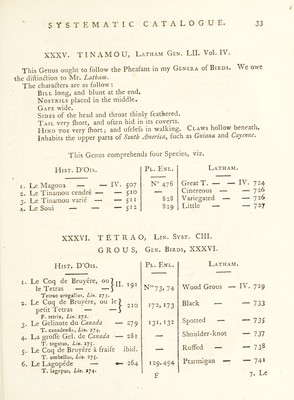 SYSTEMATIC CATALOGUE. 33
XXXV. TINAMOU, LATHAM GEN. LII. Vol. IV.
This Genus ought to follow the Pheasant in my GENERA of BIRDS. We owe
the distinction to Mr. Latham.
The characters are as follow:
BILL long, and blunt at the end,
NOSTRILS placed in the middle.
GAPE wide.
SIDES of the head and throat thinly feathered.
TAIL very short, and often hid in its coverts.
HIND TOE very short; and useless in walking. CLAWS hollow beneath.
Inhabits the upper parts of South America, such as Guiana and Cayenne.
This Genus comprehends four Species, viz.
HIST. D'OIS. PL. ENL. LATHAM.
1. Le Magoua — — IV. 507 N° 476 Great T. — — IV. 724
2. Le Tinamou cendré — — 510 — Cinereous — — 726
3. Le Tinamou varié — — 511 828 Variegated — — 726
4. Le Soui — — — 512 829 Little — — 727
XXXVI. TETRAO, LIN. SYST. CIII.
GROUS, GEN. BIRDS, XXXVI.
HIST. D'OIS. PL. ENL. LATHAM.
1. Le Coq de Bruyére, ou } II. 191 Nos 73, 74 Wood Grous — IV. 729
le Tetras — — }
Tetrao urogallus, Lin. 273.
2. Le Coq de Bruyére, ou le } 210 172, 173 Black — — 733
petit Tetras — — }
T. tetrix, Lin. 274.
3. Le Gelinote du Canada — 279 131, 132 Spotted — — 735
T. canadensis, Lin. 274.
4. La grosse Gel. de Canada — 281 — Shoulder-knot — 737
T. togatus, Lin. 275.
5. Le Coq de Bruyére à fraise ibid. — Ruffed — — 738
T. umbellus, Lin. 275.
6. Le Lagopéde — — 264 129, 494 Ptarmigan — — 741
T. lagopus, Lin. 274.
F 7. Le